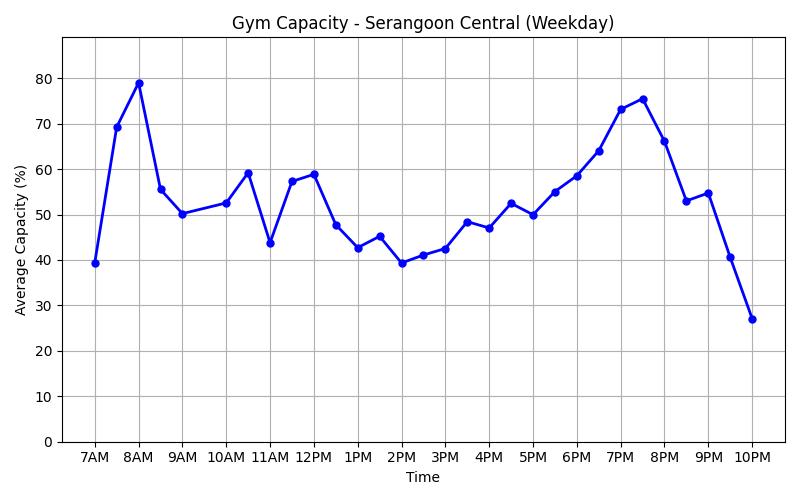 Gym Capacity - Serangoon Central (Weekday)
Average Capacity (%)
80
70
60
50
40
30
20
10
0
7AM 8AM 9AM 10AM 11AM 12PM 1PM 2PM 3PM 4PM 5PM 6PM 7PM 8PM 9PM 10PM
Time